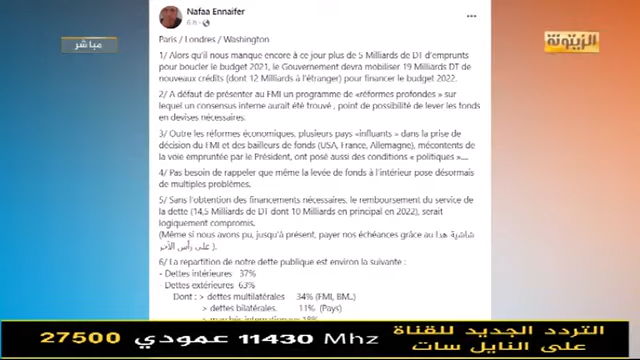 Nafaa Ennaifer
6 h
الزيتونة
مباشر
Paris / Londres / Washington
1/ Alors qu'il nous manque encore à ce jour plus de 5 Milliards de DT d'emprunts
pour boucler le budget 2021, le Gouvernement devra mobiliser 19 Milliards DT de
nouveaux crédits (dont 12 Milliards à l'étranger) pour financer le budget 2022.
2/ A défaut de présenter au FMI un programme de «réformes profondes» sur
lequel un consensus interne aurait été trouvé , point de possibilité de lever les fonds
en devises nécessaires.
3/ Outre les réformes économiques, plusieurs pays «influants » dans la prise de
décision du FMI et des bailleurs de fonds (USA, France, Allemagne), mécontents de
la voie empruntée par le Président, ont posé aussi des conditions « politiques »....
4/ Pas besoin de rappeler que même la levée de fonds à l'intérieur pose désormais
de multiples problèmes.
5/ Sans l'obtention des financements nécessaires, le remboursement du service de
la dette (14,5 Milliards de DT dont 10 Milliards en principal en 2022), serait
logiquement compromis.
(Même si nous avons pu, jusqu'à présent, payer nos échéances grâce au شاشرة هدا
على رأس الأخر ).
6/ La repartition de notre dette publique est environ la suivante :
- Dettes intérieures 37%
- Dettes extérieures 63%
Dont : > dettes multilatérales 34% (FMI, BM..)
> dettes bilatérales. 11% (Pays)
التردد الجديد للقناة
على النايل سات
11430 Mhz عمودي 27500